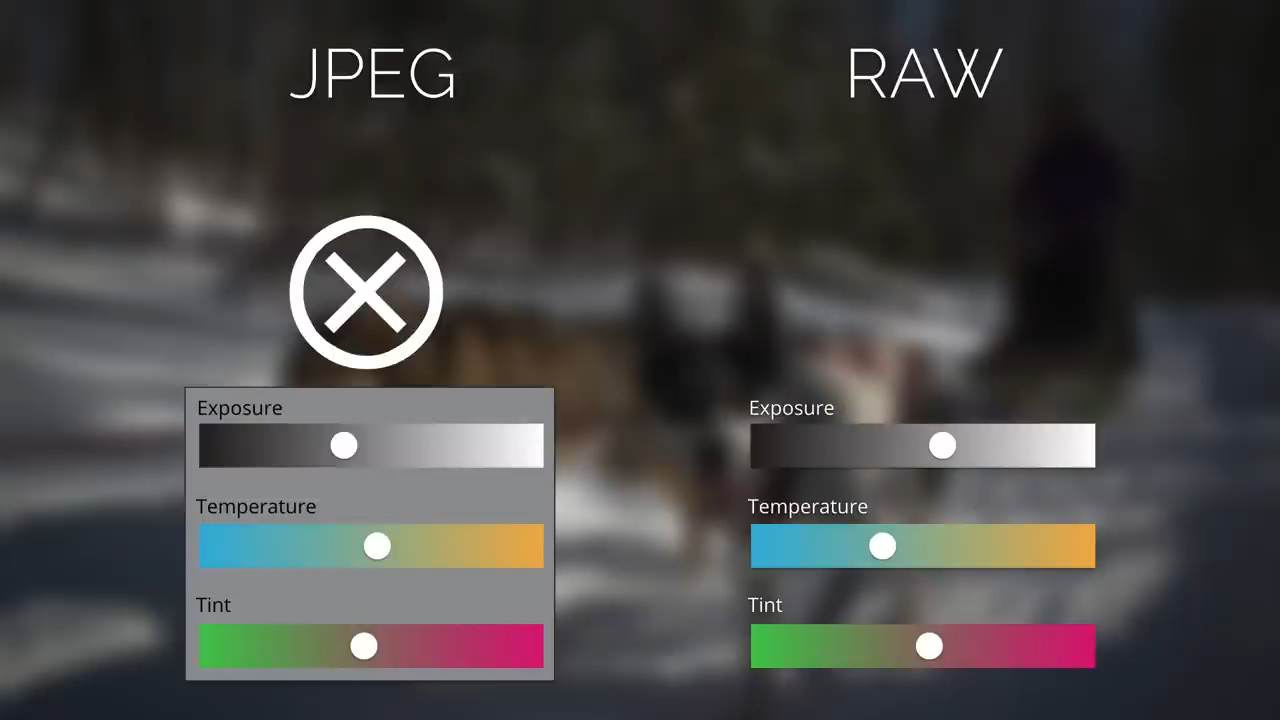 JPEG
RAW
Exposure
Temperature
Tint
Exposure
Temperature
Tint